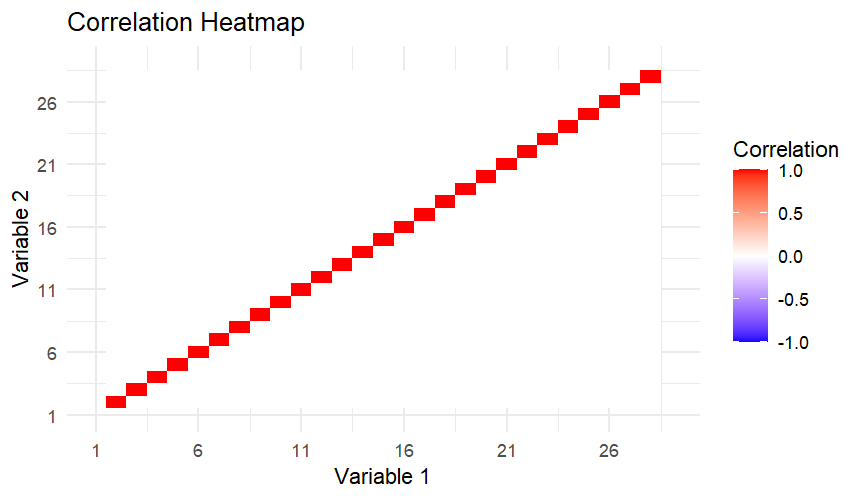 Correlation Heatmap
Variable 2
26
21
16
11
6
1
1 6 11 16 21 26
Variable 1
Correlation
1.0
0.5
0.0
-0.5
-1.0